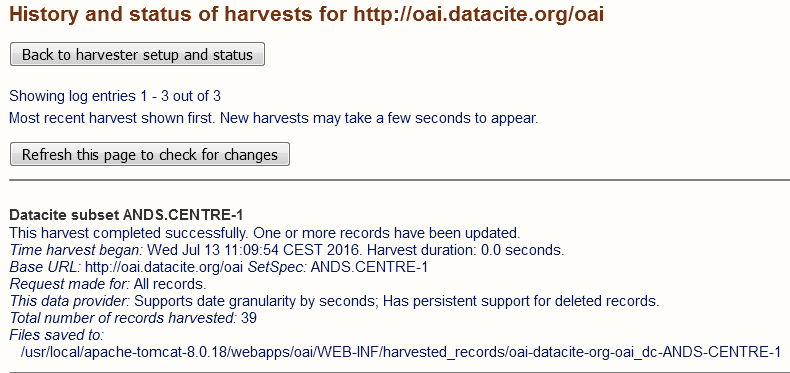 History and status of harvests for http://oai.datacite.org/oai
Back to harvester setup and status
Showing log entries 1 - 3 out of 3
Most recent harvest shown first. New harvests may take a few seconds to appear.
Refresh this page to check for changes
Datacite subset ANDS.CENTRE-1
This harvest completed successfully. One or more records have been updated.
Time harvest began: Wed Jul 13 11:09:54 CEST 2016. Harvest duration: 0.0 seconds.
Base URL: http://oai.datacite.org/oai SetSpec: ANDS.CENTRE-1
Request made for: All records.
This data provider: Supports date granularity by seconds; Has persistent support for deleted records.
Total number of records harvested: 39
Files saved to:
/usr/local/apache-tomcat-8.0.18/webapps/oai/WEB-INF/harvested_records/oai-datacite-org-oai_dc-ANDS-CENTRE-1